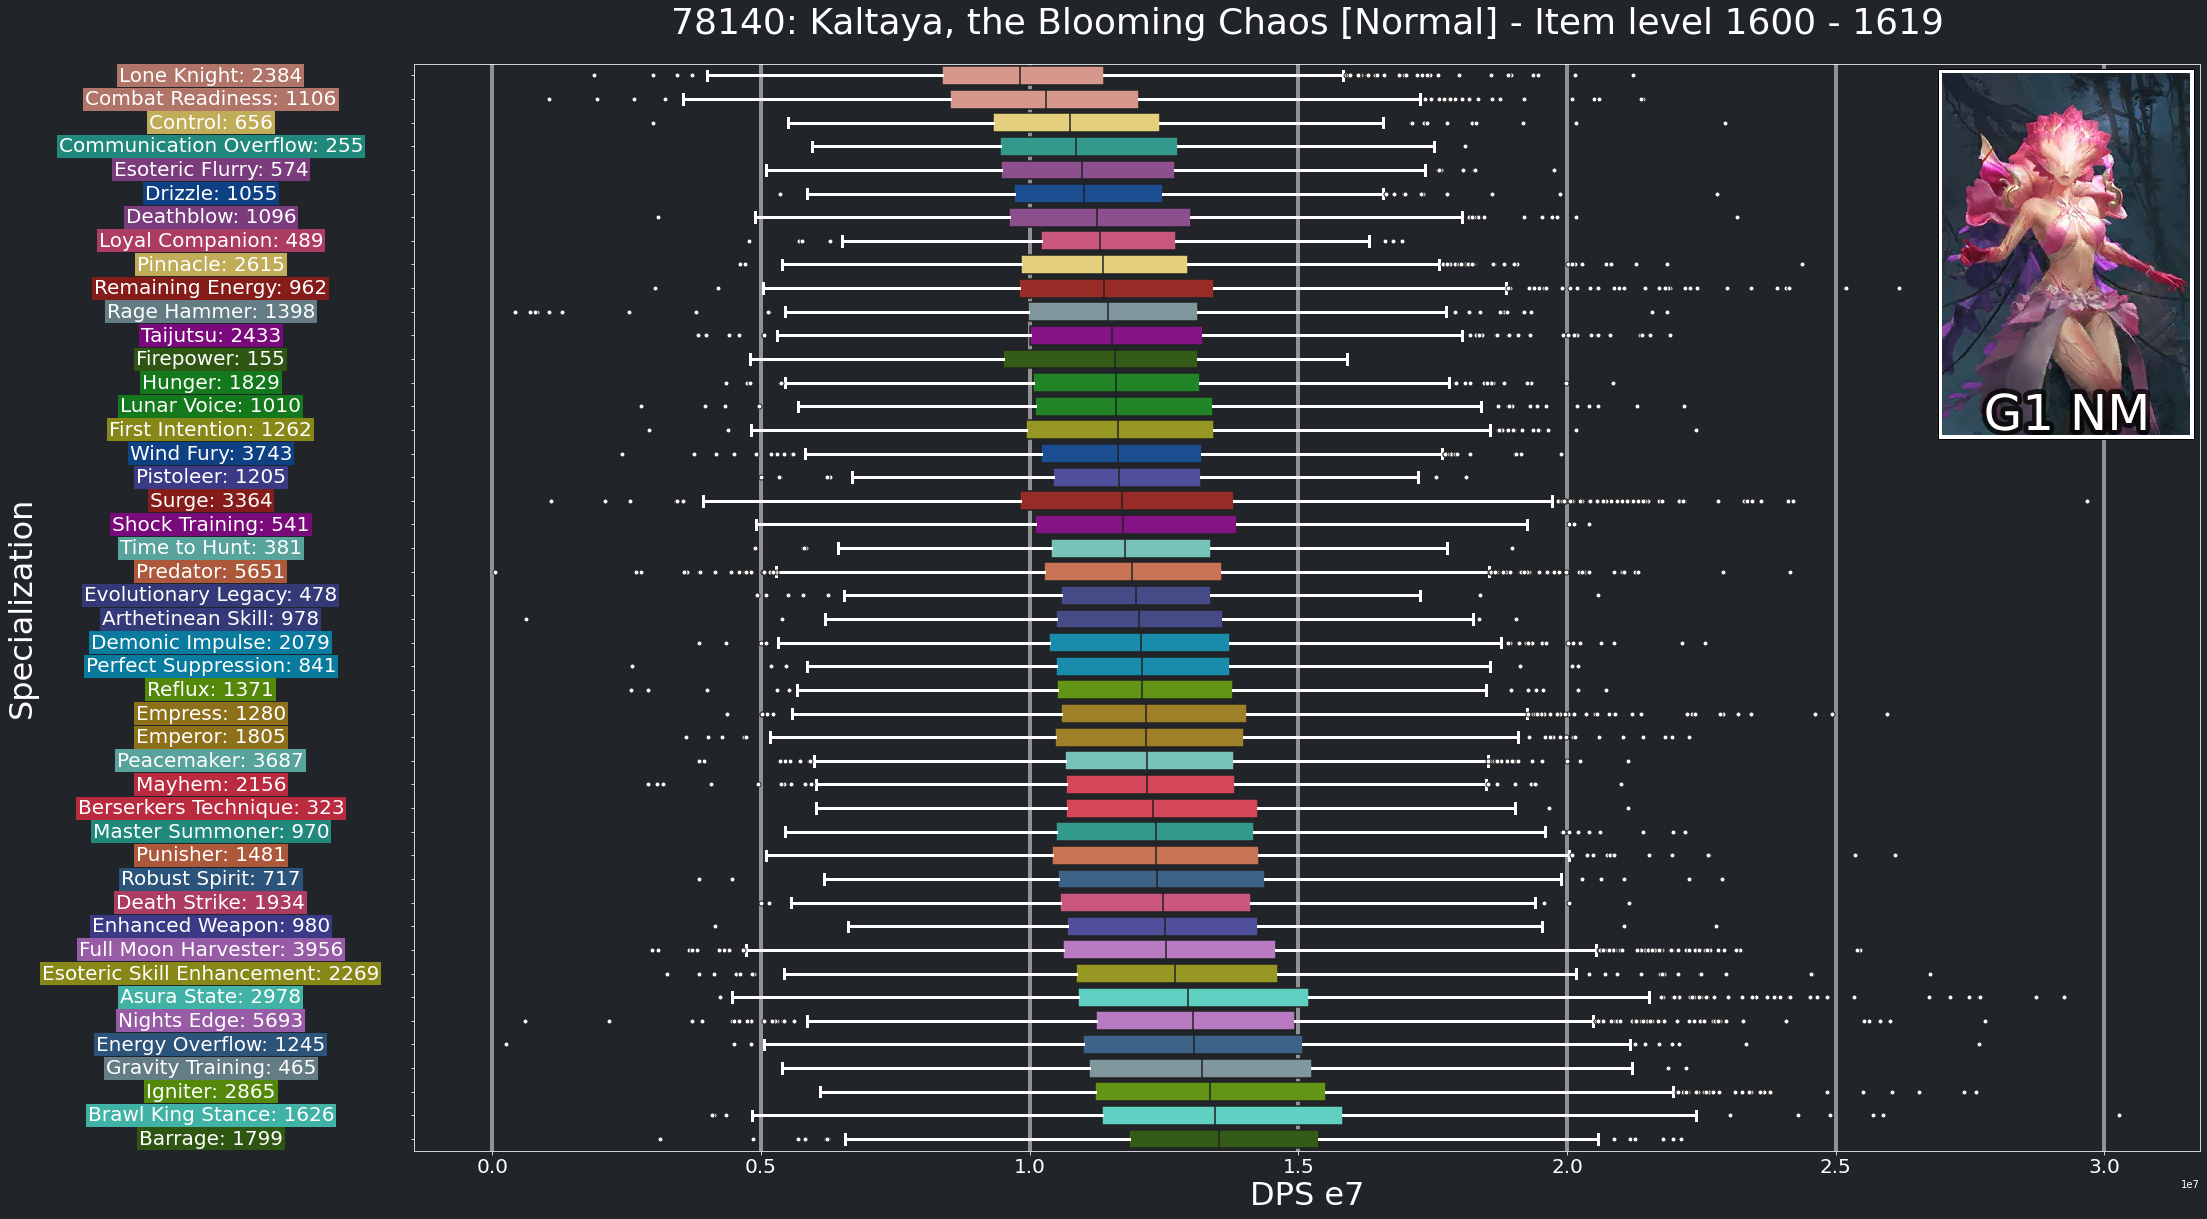 78140: Kaltaya, the Blooming Chaos [Normal] - Item level 1600 - 1619
Specialization
Lone Knight: 2384
Combat Readiness: 1106
Control: 656
Communication Overflow: 255
Esoteric Flurry: 574
Drizzle: 1055
Deathblow: 1096
Loyal Companion: 489
Pinnacle: 2615
Remaining Energy: 962
Rage Hammer: 1398
Taijutsu: 2433
Firepower: 155
Hunger: 1829
Lunar Voice: 1010
First Intention: 1262
Wind Fury: 3743
Pistoleer: 1205
Surge: 3364
Shock Training: 541
Time to Hunt: 381
Predator: 5651
Evolutionary Legacy: 478
Arthetinean Skill: 978
Demonic Impulse: 2079
Perfect Suppression: 841
Reflux: 1371
Empress: 1280
Emperor: 1805
Peacemaker: 3687
Mayhem: 2156
Berserkers Technique: 323
Master Summoner: 970
Punisher: 1481
Robust Spirit: 717
Death Strike: 1934
Enhanced Weapon: 980
Full Moon Harvester: 3956
Esoteric Skill Enhancement: 2269
Asura State: 2978
Nights Edge: 5693
Energy Overflow: 1245
Gravity Training: 465
Igniter: 2865
Brawl King Stance: 1626
Barrage: 1799
G1 NM
0.0 0.5 1.0 1.5 2.0 2.5 3.0
DPS e7
1e7